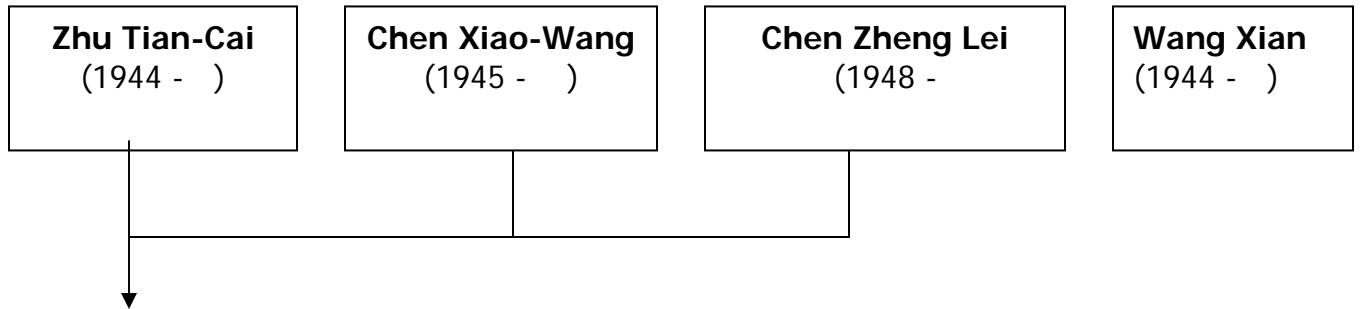 Zhu Tian-Cai
(1944 -   )
Chen Xiao-Wang
(1945 -   )
Chen Zheng Lei
(1948 -
Wang Xian
(1944 -   )